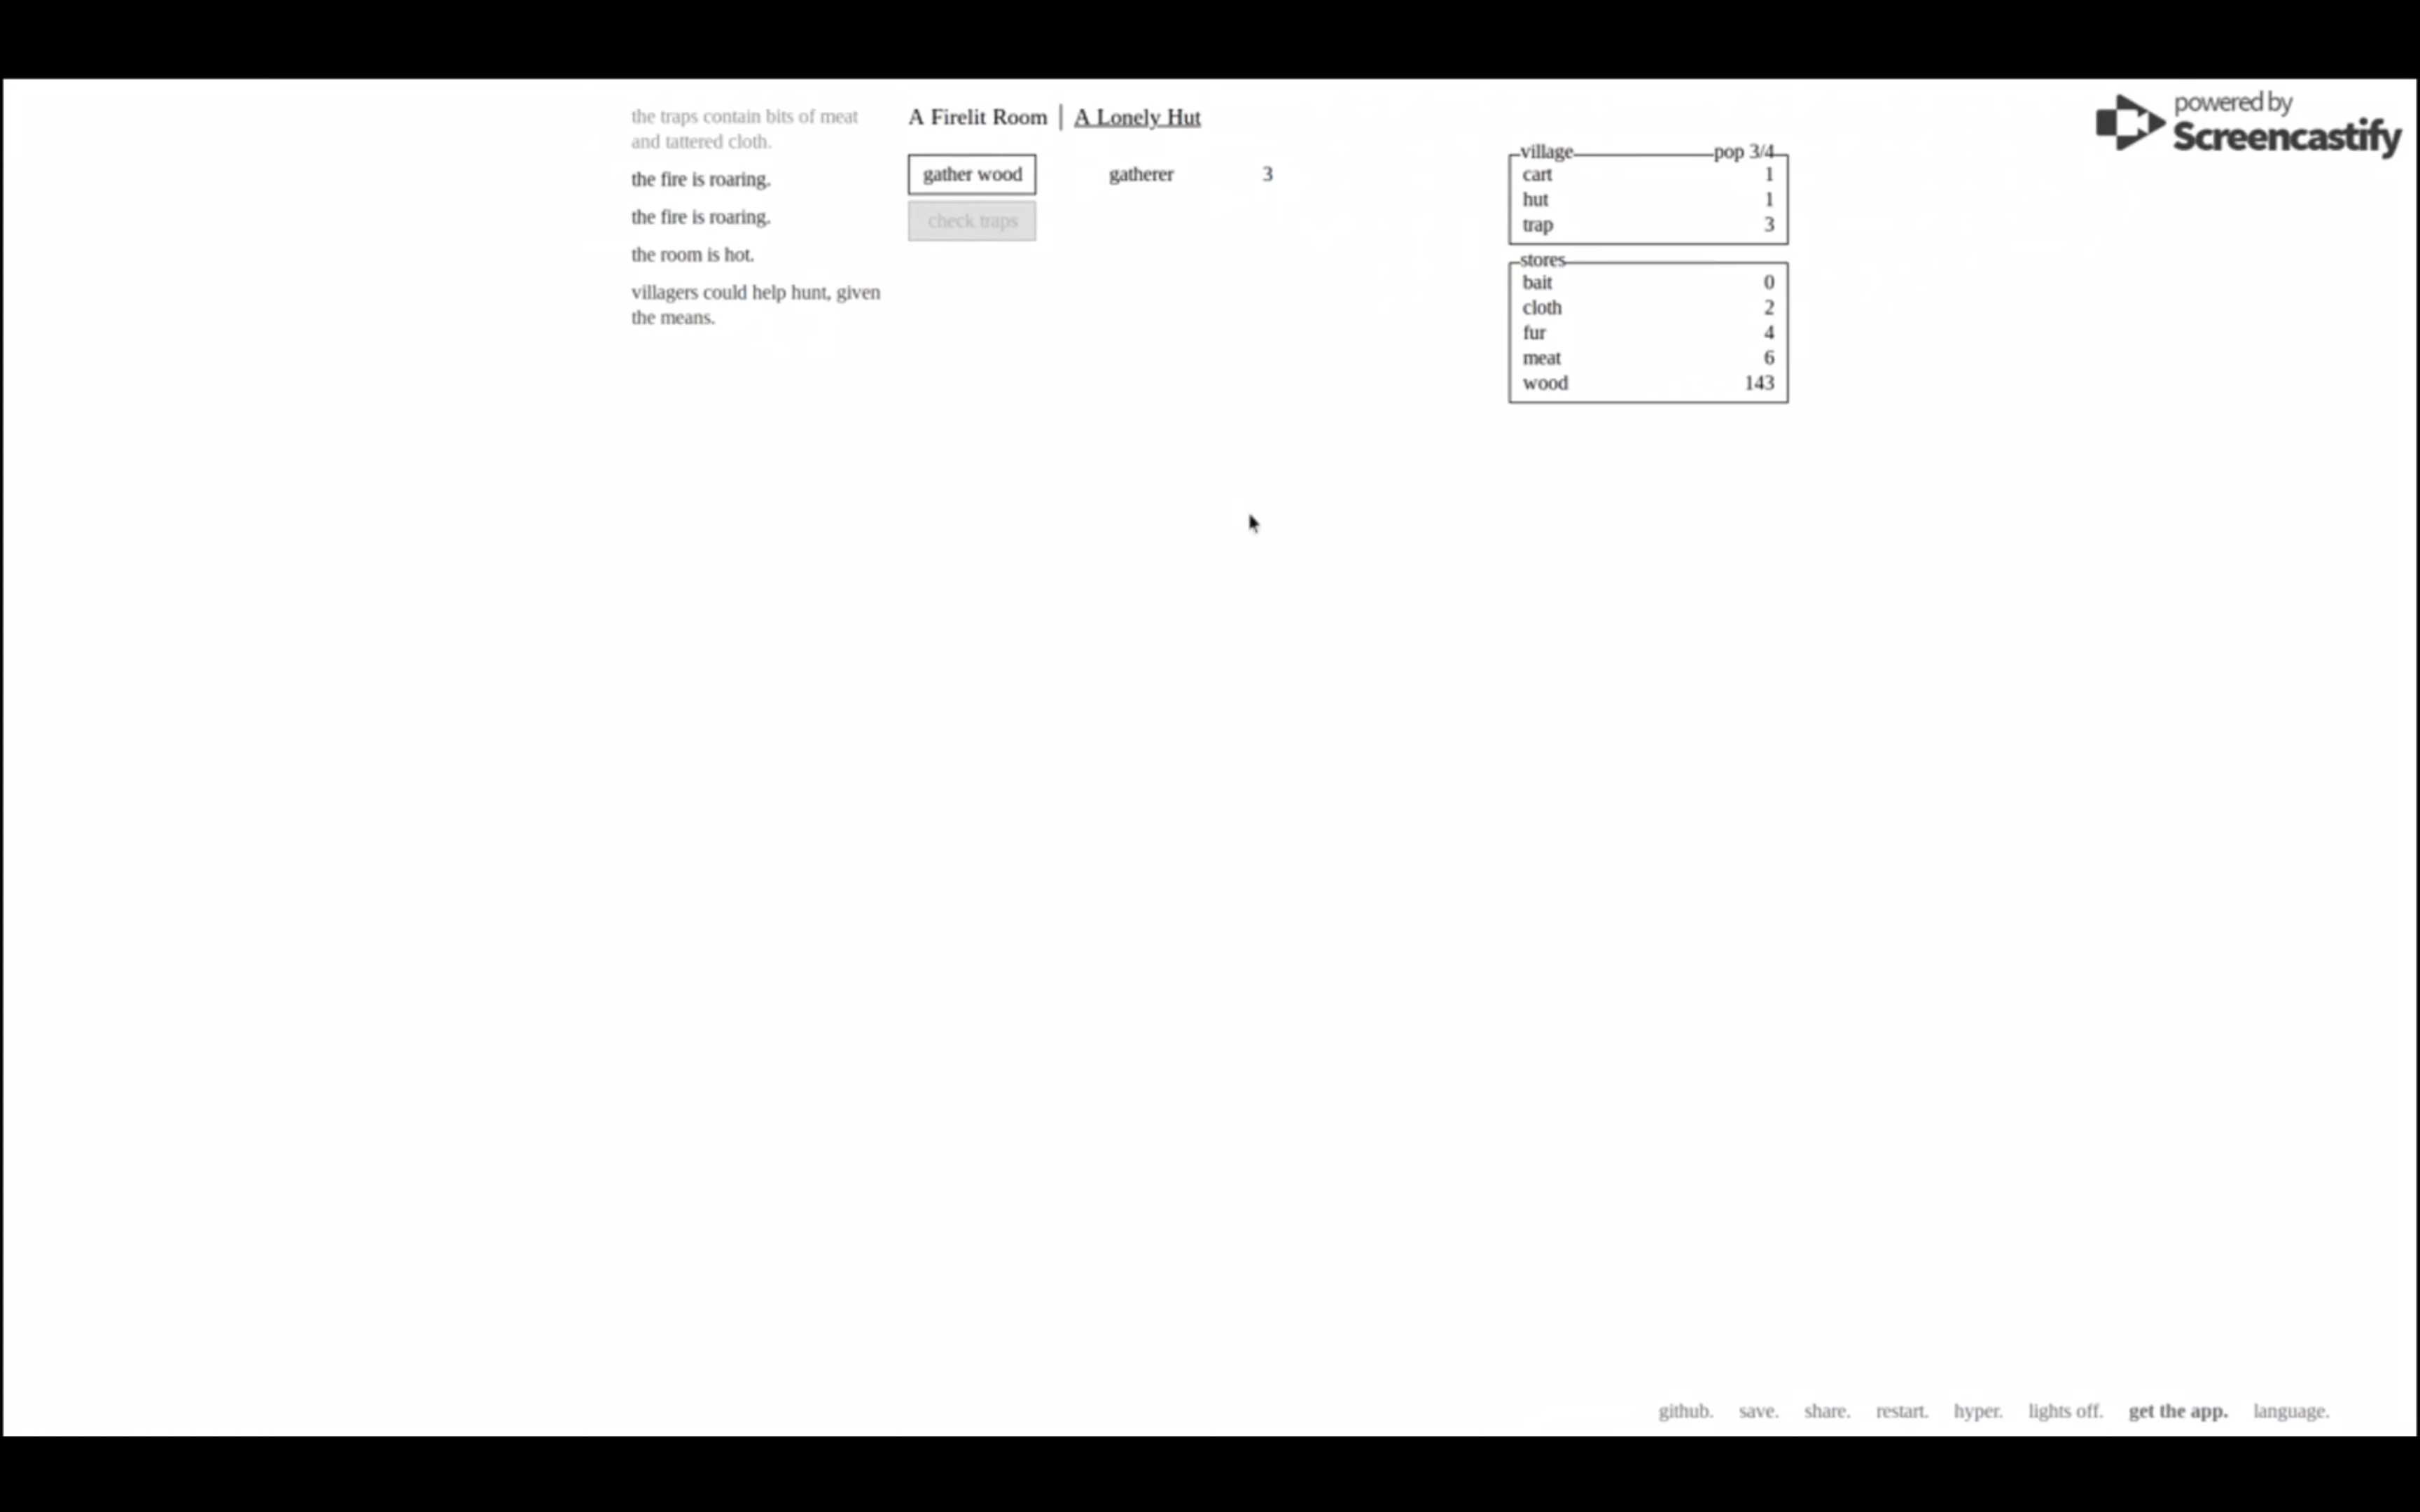 powered by
Screencastify
the traps contain bits of meat
and tattered cloth.
the fire is roaring.
the fire is roaring.
the room is hot.
villagers could help hunt, given
the means.
A Firelit Room | A Lonely Hut
gather wood
gatherer 3
check traps
village pop 3/4
cart 1
hut 1
trap 3
stores
bait 0
cloth 2
fur 4
meat 6
wood 143
github. save. share. restart. hyper. lights off. get the app. language.